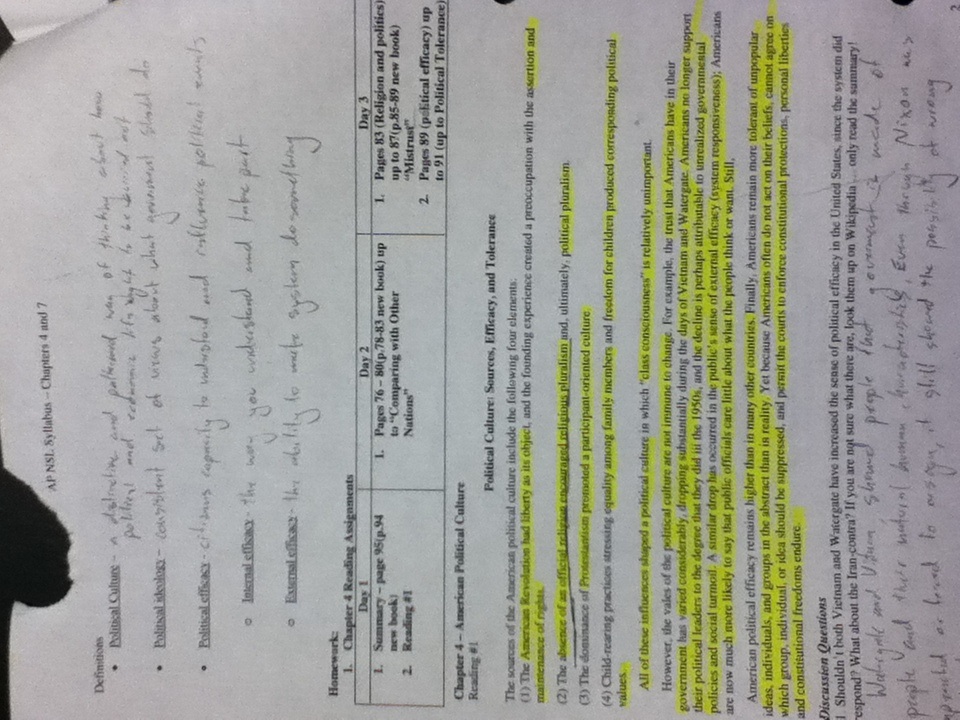 AP NSL Syllabus – Chapters 4 and 7
Definitions
• Political Culture – a distinctive and patterned way of thinking about how
political and economic life ought to be carried out
• Political ideology – consistent set of views about what government should do
• Political efficacy – citizens capacity to understand and influence political events
o Internal efficacy - the way you understand and take part
o External efficacy - the ability to make system do something
Homework:
1. Chapter 4 Reading Assignments
Day 1 Day 2 Day 3
1. Summary – page 95(p.94 1. Pages 76 – 80(p.78-83 new book) up 1. Pages 83 (Religion and politics)
new book) to “Comparing with Other up to 87(p.85-89 new book)
2. Reading #1 Nations” “Mistrust”
2. Pages 89 (political efficacy) up
to 91 (up to Political Tolerance)
Chapter 4 – American Political Culture
Reading #1
Political Culture: Sources, Efficacy, and Tolerance
The sources of the American political culture include the following four elements.
(1) The American Revolution had liberty as its object, and the founding experience created a preoccupation with the assertion and
maintenance of rights.
(2) The absence of an official religion encouraged religious pluralism and, ultimately, political pluralism.
(3) The dominance of Protestantism promoted a participant-oriented culture.
(4) Child-rearing practices stressing equality among family members and freedom for children produced corresponding political
values.
All of these influences shaped a political culture in which “class consciousness” is relatively unimportant.
However, the vales of the political culture are not immune to change. For example, the trust that Americans have in their
government has varied considerably, dropping substantially during the days of Vietnam and Watergate. Americans no longer support
their political leaders to the degree that they did in the 1950s, and the decline is perhaps attributable to unrealized governmental
policies and social turmoil. A similar drop has occurred in the public's sense of external efficacy (system responsiveness); Americans
are now much more likely to say that public officials care little about what the people think or want. Still,
American political efficacy remains higher than in many other countries. Finally, Americans remain more tolerant of unpopular
ideas, individuals, and groups in the abstract than in reality. Yet because Americans often do not act on their beliefs, cannot agree on
which group, individual, or idea should be suppressed, and permit the courts to enforce constitutional protections, personal liberties
and constitutional freedoms endure.
Discussion Questions
1. Shouldn't both Vietnam and Watergate have increased the sense of political efficacy in the United States, since the system did
respond? What about the Iran-contra? If you are not sure what there are, look them up on Wikipedia ... only read the summary!
Watergate and Vitnam, showed people that government is made of
people and their natural human characteristics. Even through Nixon was
or forced to resign, it still showed the possibility of wrong
2